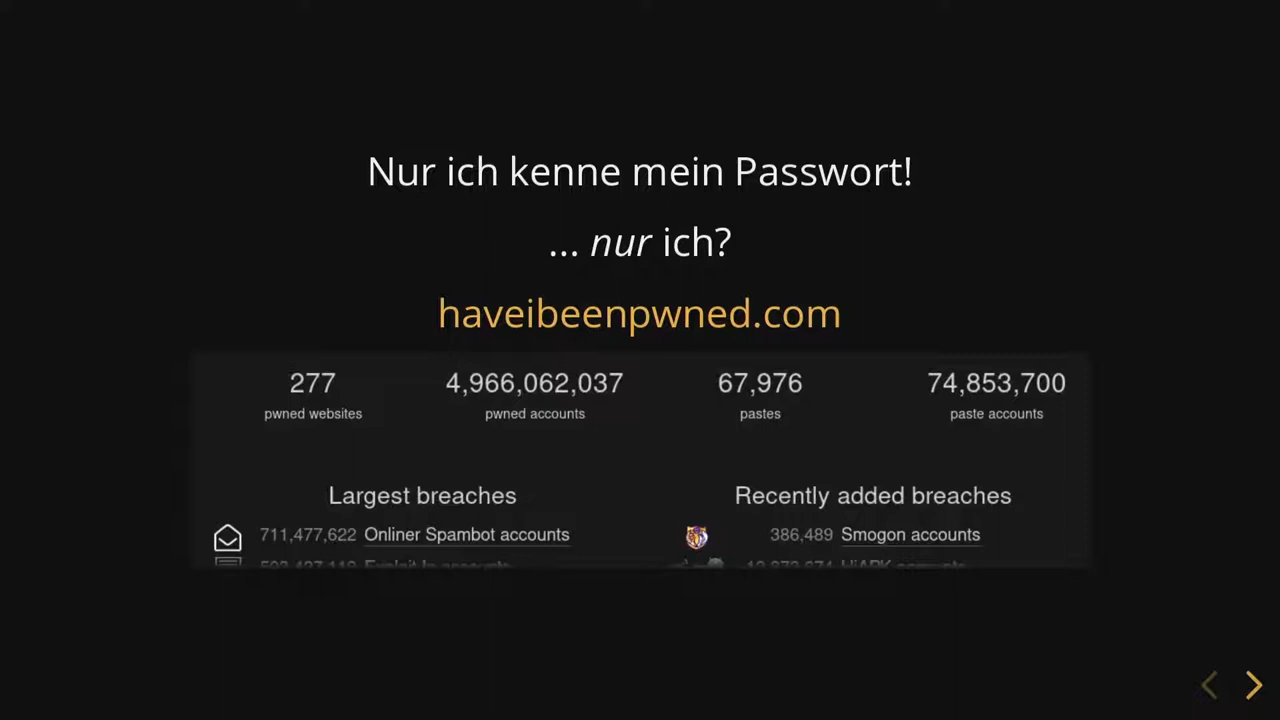 Nur ich kenne mein Passwort!
... nur ich?
haveibeenpwned.com
277 4,966,062,037 67,976 74,853,700
pwned websites pwned accounts pastes paste accounts
Largest breaches Recently added breaches
711,477,622 Onliner Spambot accounts 386,489 Smogon accounts